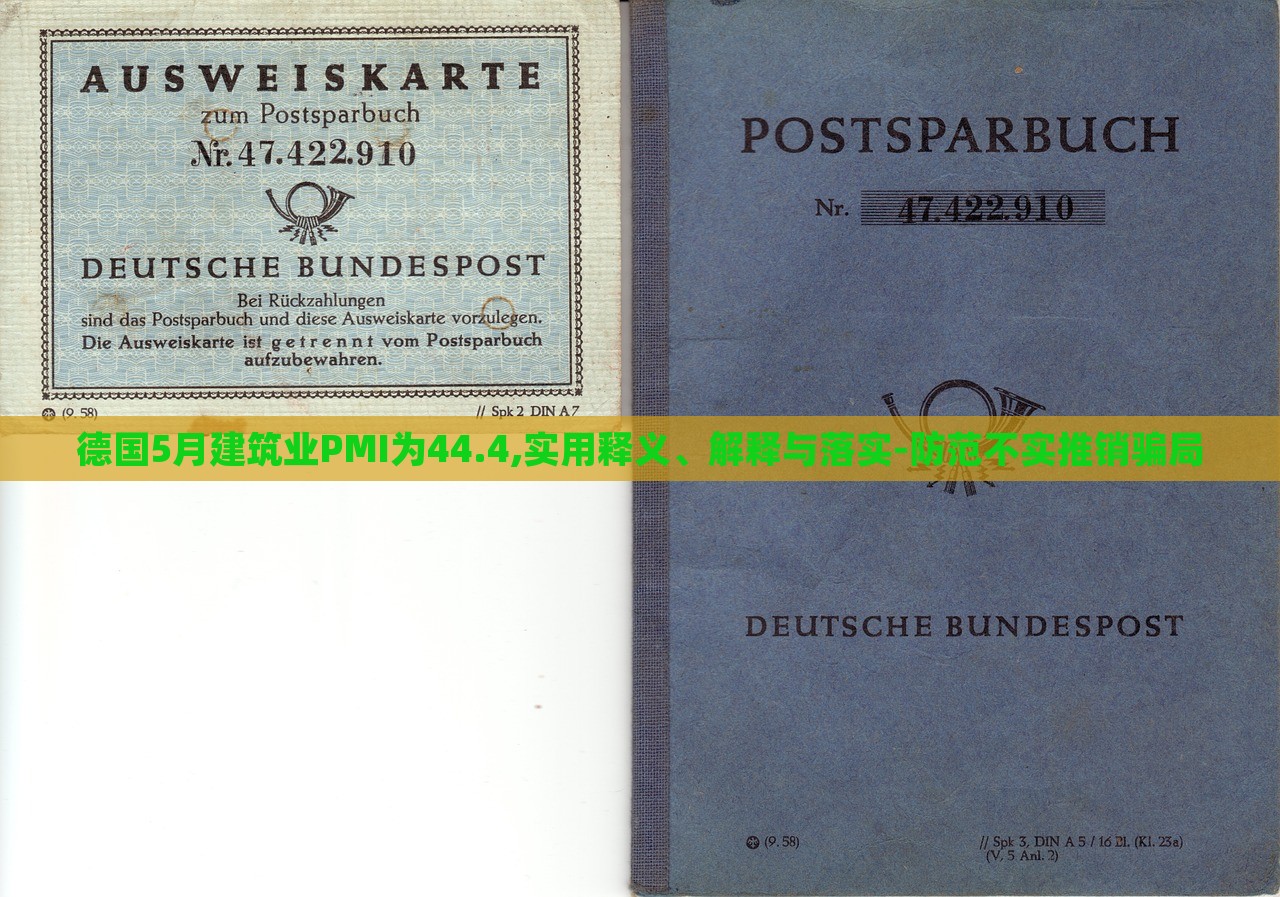 AUSWEISKARTE
zum Postsparbuch
Nr. 47.422.910
DEUTSCHE BUNDESPOST
Bei Rückzahlungen
sind das Postsparbuch und diese Ausweiskarte vorzulegen.
Die Ausweiskarte ist getrennt vom Postsparbuch
aufzubewahren.
(9. 58)
// Spk 2 DIN A 7
POSTSPARBUCH
Nr. 47.422.910
德国5月建筑业PMI为44.4,实用释义、解释与落实-防范不实推销骗局
DEUTSCHE BUNDESPOST
(9. 58)
// Spk 3, DIN A 5 / 16 Bl. (Kl. 23a)
(V, 5 Anl. 2)